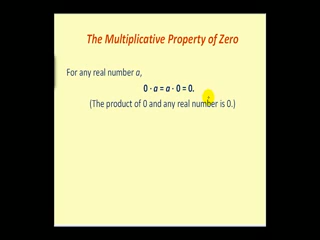 The Multiplicative Property of Zero
For any real number a,
0 · a = a · 0 = 0.
(The product of 0 and any real number is 0.)